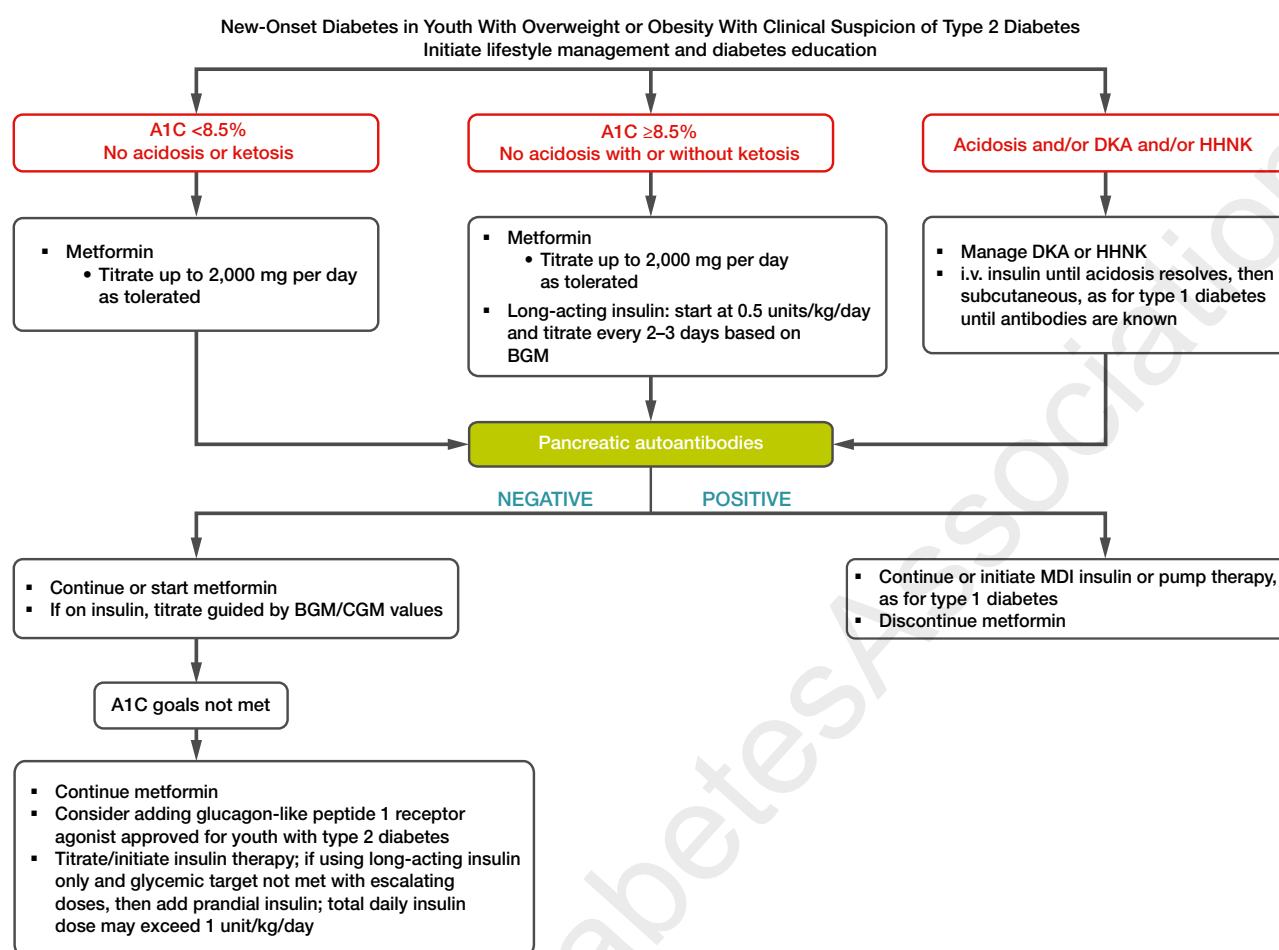 New-Onset Diabetes in Youth With Overweight or Obesity With Clinical Suspicion of Type 2 Diabetes
Initiate lifestyle management and diabetes education
A1C <8.5%
No acidosis or ketosis
A1C ≥8.5%
No acidosis with or without ketosis
Acidosis and/or DKA and/or HHNK
▪ Metformin
• Titrate up to 2,000 mg per day
as tolerated
▪ Metformin
• Titrate up to 2,000 mg per day
as tolerated
▪ Long-acting insulin: start at 0.5 units/kg/day
and titrate every 2–3 days based on
BGM
▪ Manage DKA or HHNK
▪ i.v. insulin until acidosis resolves, then
subcutaneous, as for type 1 diabetes
until antibodies are known
Pancreatic autoantibodies
NEGATIVE
POSITIVE
▪ Continue or start metformin
▪ If on insulin, titrate guided by BGM/CGM values
▪ Continue or initiate MDI insulin or pump therapy,
as for type 1 diabetes
▪ Discontinue metformin
A1C goals not met
▪ Continue metformin
▪ Consider adding glucagon-like peptide 1 receptor
agonist approved for youth with type 2 diabetes
▪ Titrate/initiate insulin therapy; if using long-acting insulin
only and glycemic target not met with escalating
doses, then add prandial insulin; total daily insulin
dose may exceed 1 unit/kg/day
abetesAssociation